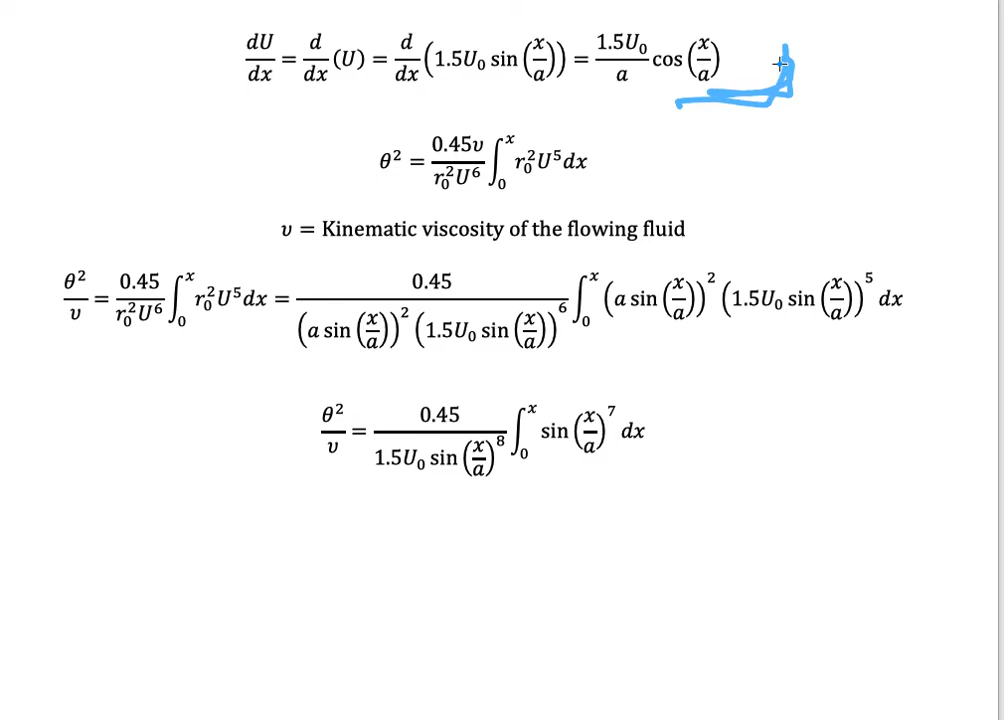 dU/dx = d/dx (U) = d/dx (1.5U₀ sin(x/a)) = 1.5U₀/a cos(x/a)
θ² = 0.45υ/r₀²U⁶ ∫₀ˣ r₀²U⁵dx
υ = Kinematic viscosity of the flowing fluid
θ²/υ = 0.45/r₀²U⁶ ∫₀ˣ r₀²U⁵dx = 0.45/(a sin(x/a))² (1.5U₀ sin(x/a))⁶ ∫₀ˣ (a sin(x/a))² (1.5U₀ sin(x/a))⁵ dx
θ²/υ = 0.45/1.5U₀ sin(x/a)⁸ ∫₀ˣ sin(x/a)⁷ dx